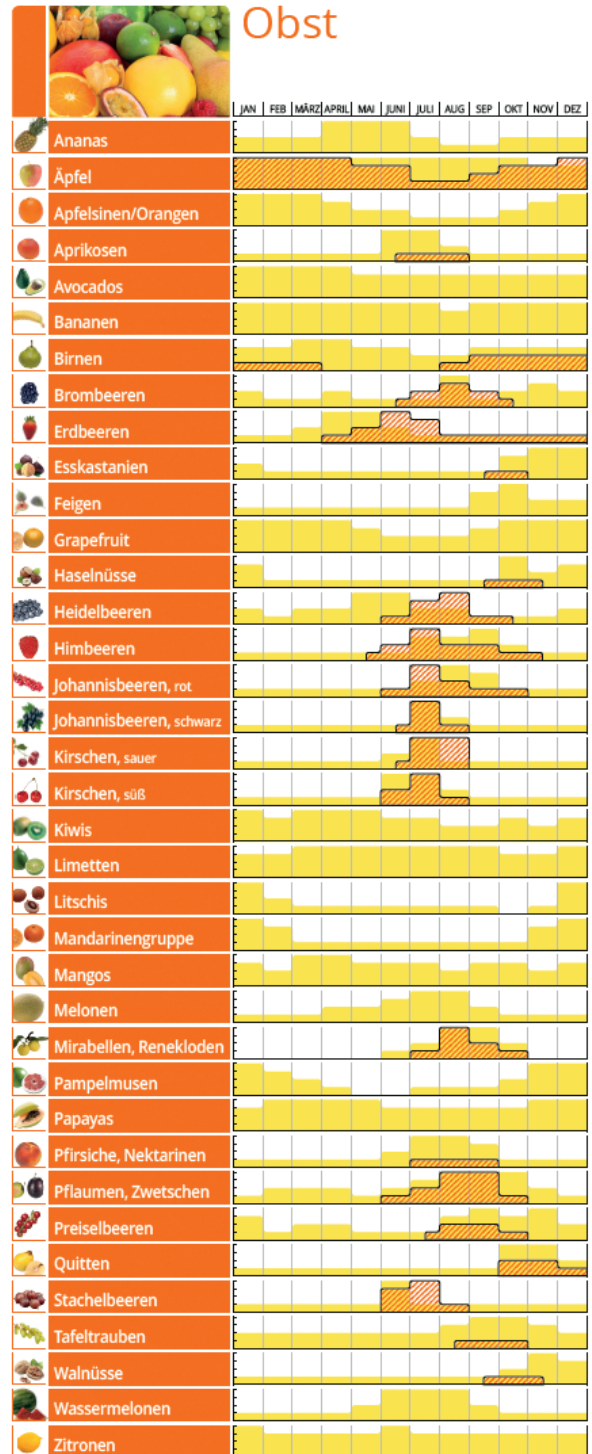 Obst
JAN FEB MÄRZ APRIL MAI JUNI JULI AUG SEP OKT NOV DEZ
Ananas
Äpfel
Apfelsinen/Orangen
Aprikosen
Avocados
Bananen
Birnen
Brombeeren
Erdbeeren
Esskastanien
Feigen
Grapefruit
Haselnüsse
Heidelbeeren
Himbeeren
Johannisbeeren, rot
Johannisbeeren, schwarz
Kirschen, sauer
Kirschen, süß
Kiwis
Limetten
Litschis
Mandarinengruppe
Mangos
Melonen
Mirabellen, Renekloden
Pampelmusen
Papayas
Pfirsiche, Nektarinen
Pflaumen, Zwetschen
Preiselbeeren
Quitten
Stachelbeeren
Tafeltrauben
Walnüsse
Wassermelonen
Zitronen